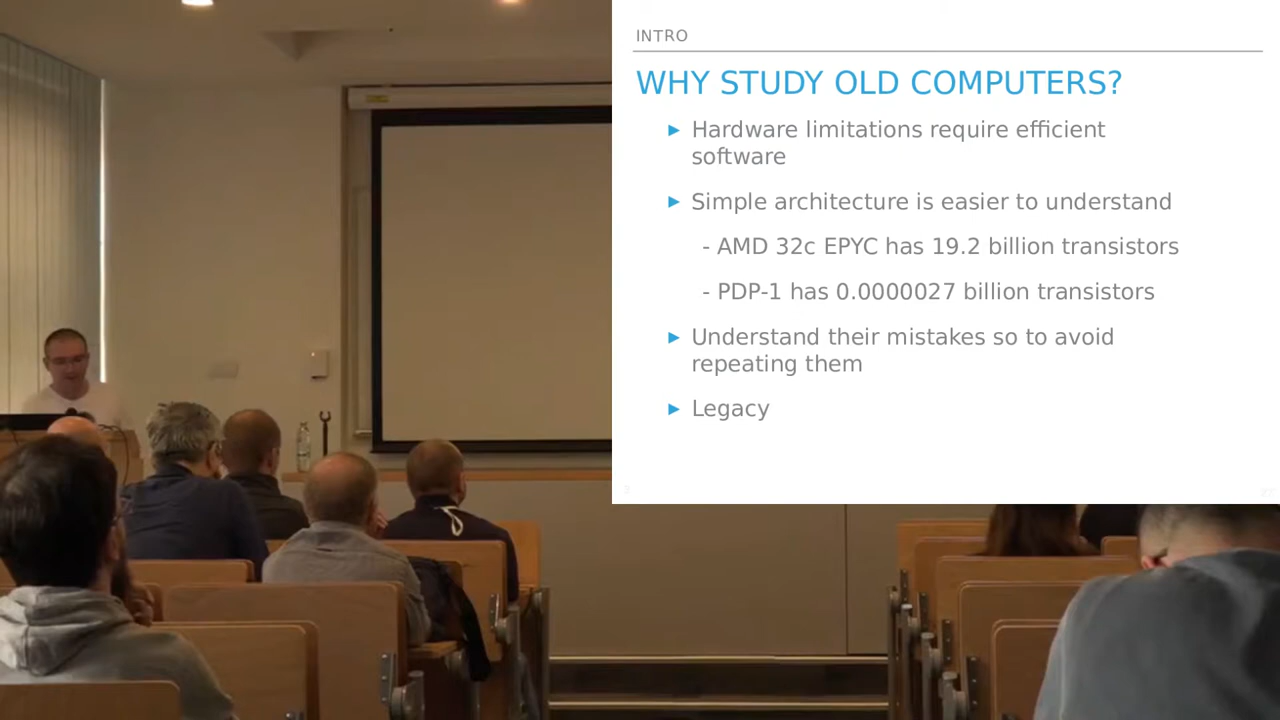 INTRO
WHY STUDY OLD COMPUTERS?
► Hardware limitations require efficient
software
► Simple architecture is easier to understand
- AMD 32c EPYC has 19.2 billion transistors
- PDP-1 has 0.0000027 billion transistors
► Understand their mistakes so to avoid
repeating them
► Legacy